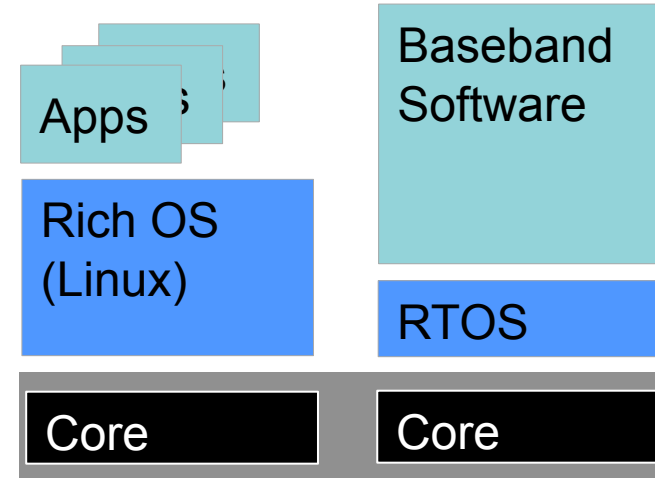 Apps
Rich OS
(Linux)
Core
Baseband
Software
RTOS
Core